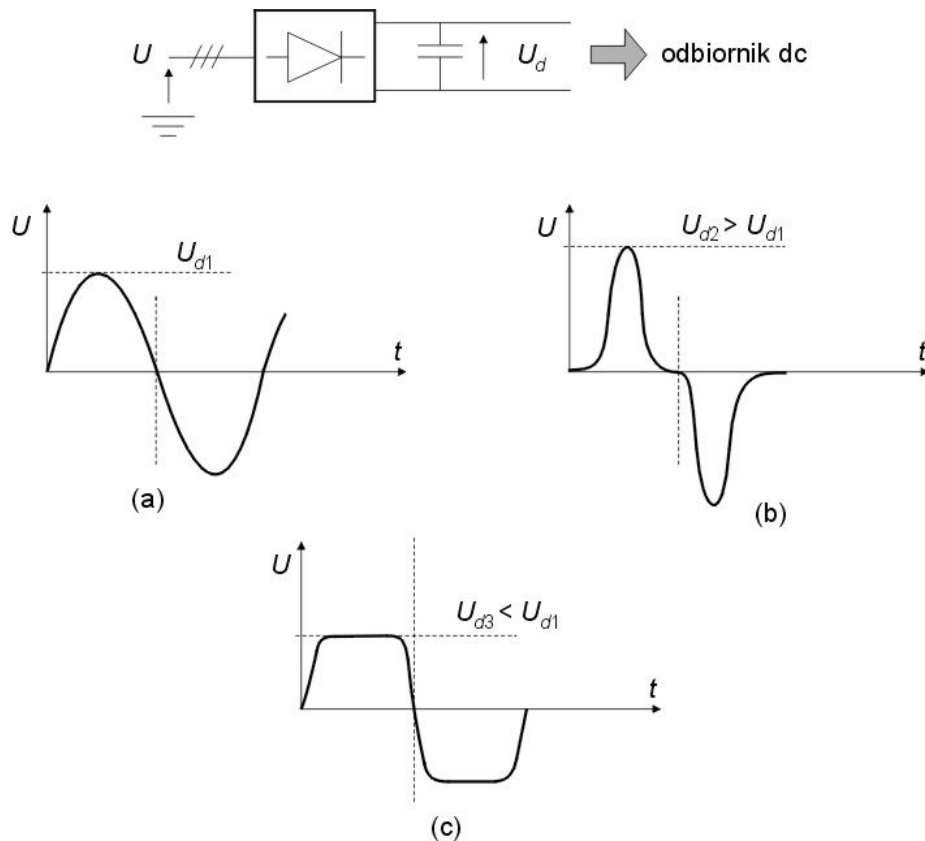 U
U_d
odbiornik dc
U
U_d1
t
(a)
U
U_d2 > U_d1
t
(b)
U
U_d3 < U_d1
t
(c)